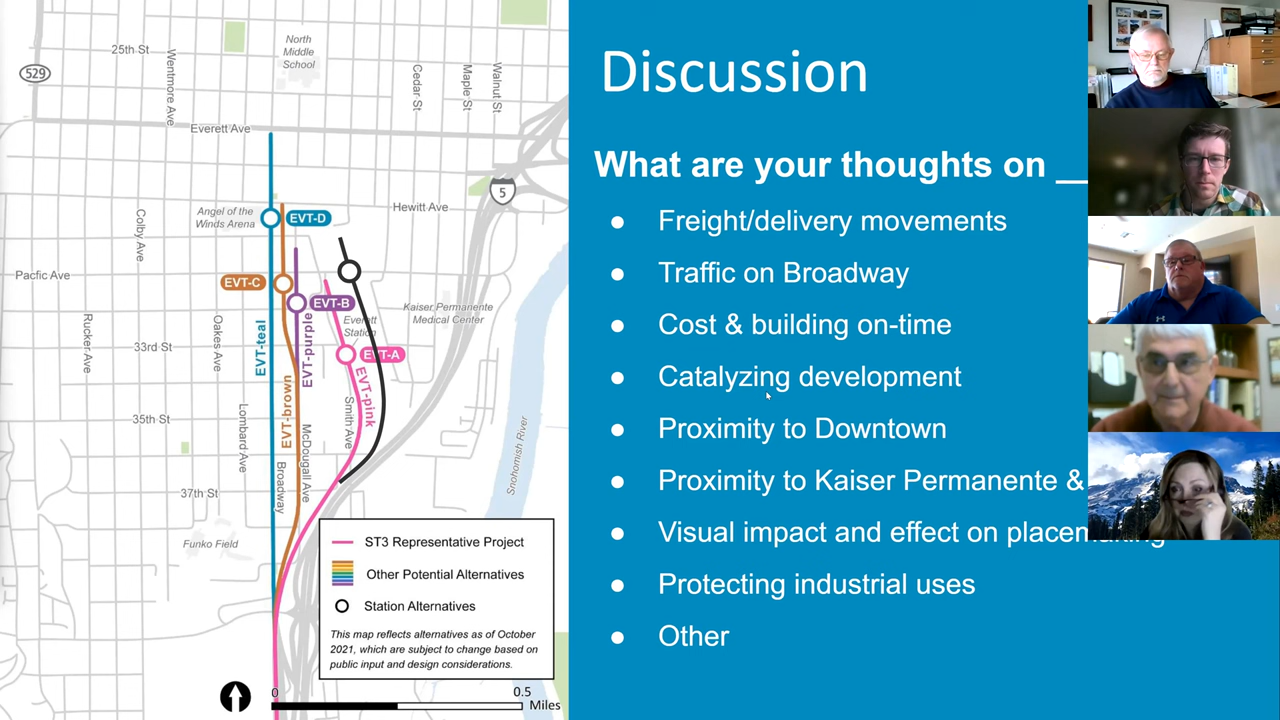 25th St
529
Wentmore Ave
North
Middle
School
Cedar St
Maple St
Walnut St
Everett Ave
5
Angel of the
Winds Arena
EVT-D
Hewitt Ave
Colby Ave
Pacfic Ave
EVT-C
EVT-B
Kaiser Permanente
Medical Center
Everett
Station
Rucker Ave
Oakes Ave
33rd St
EVT-teal
EVT-purple
EVT-A
EVT-pink
EVT-brown
Smith Ave
35th St
Lombard Ave
McDougall Ave
Broadway
Snohomish River
37th St
Funko Field
ST3 Representative Project
Other Potential Alternatives
Station Alternatives
This map reflects alternatives as of October
2021, which are subject to change based on
public input and design considerations.
0
0.5
Miles
Discussion
What are your thoughts on __
● Freight/delivery movements
● Traffic on Broadway
● Cost & building on-time
● Catalyzing development
● Proximity to Downtown
● Proximity to Kaiser Permanente &
● Visual impact and effect on placemaking
● Protecting industrial uses
● Other